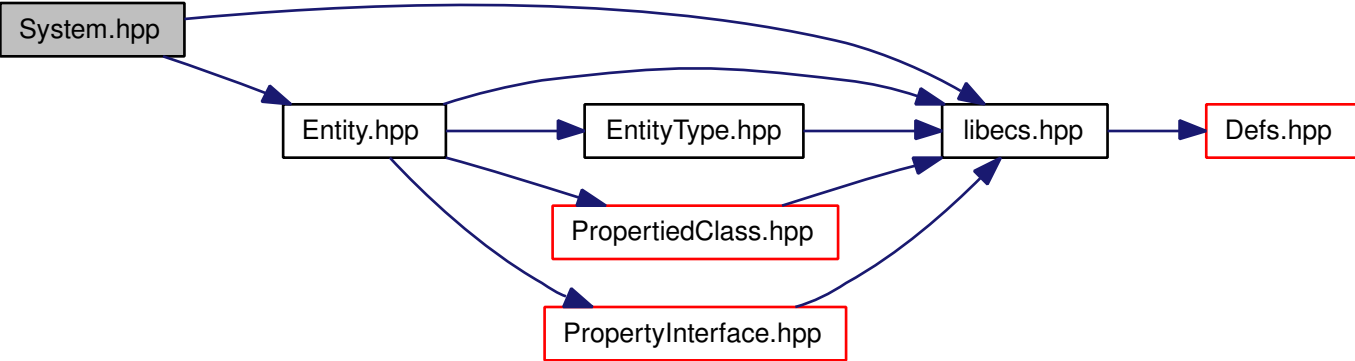 System.hpp
Entity.hpp
EntityType.hpp
libecs.hpp
Defs.hpp
PropertiedClass.hpp
PropertyInterface.hpp